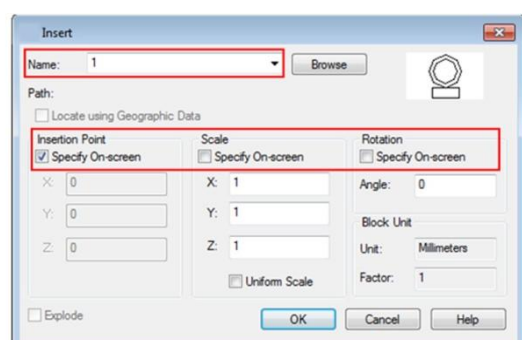 Insert
Name: 1 Browse
Path:
Locate using Geographic Data
Insertion Point Scale Rotation
Specify On-screen Specify On-screen Specify On-screen
X: 0 X: 1 Angle: 0
Y: 0 Y: 1 Block Unit
Z: 0 Z: 1 Unit: Millimeters
Uniform Scale Factor: 1
Explode OK Cancel Help